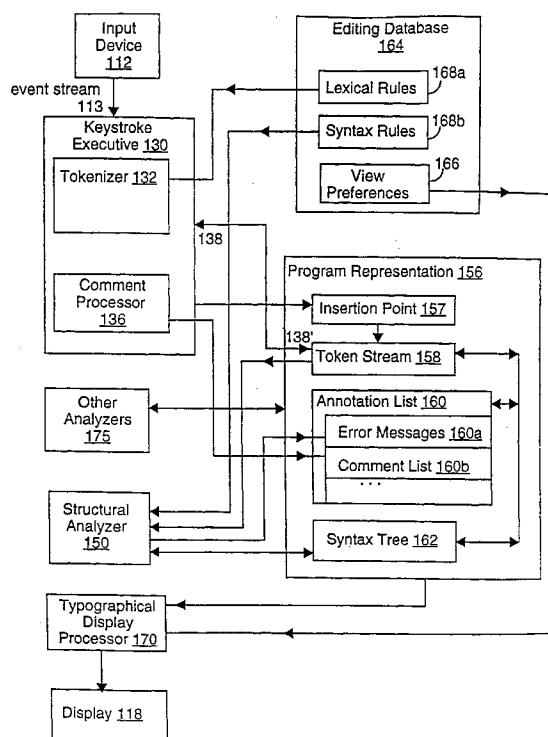 Input
Device
112
event stream
113
Keystroke
Executive 130
Tokenizer 132
Comment
Processor
136
138
Editing Database
164
Lexical Rules
168a
Syntax Rules
168b
166
View
Preferences
Program Representation 156
Insertion Point 157
138'
Token Stream 158
Annotation List 160
Error Messages 160a
Comment List 160b
...
Syntax Tree 162
Other
Analyzers
175
Structural
Analyzer
150
Typographical
Display
Processor 170
Display 118